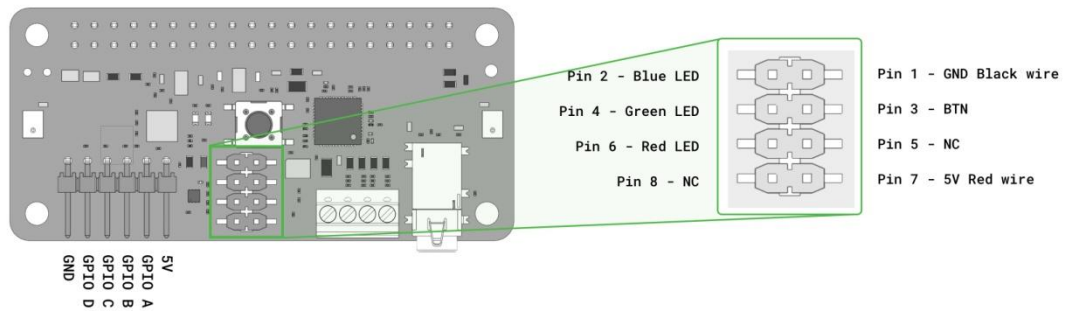 Pin 2 - Blue LED
Pin 1 - GND Black wire
Pin 4 - Green LED
Pin 3 - BTN
Pin 6 - Red LED
Pin 5 - NC
Pin 8 - NC
Pin 7 - 5V Red wire
GND
GPIO D
GPIO C
GPIO B
GPIO A
5V